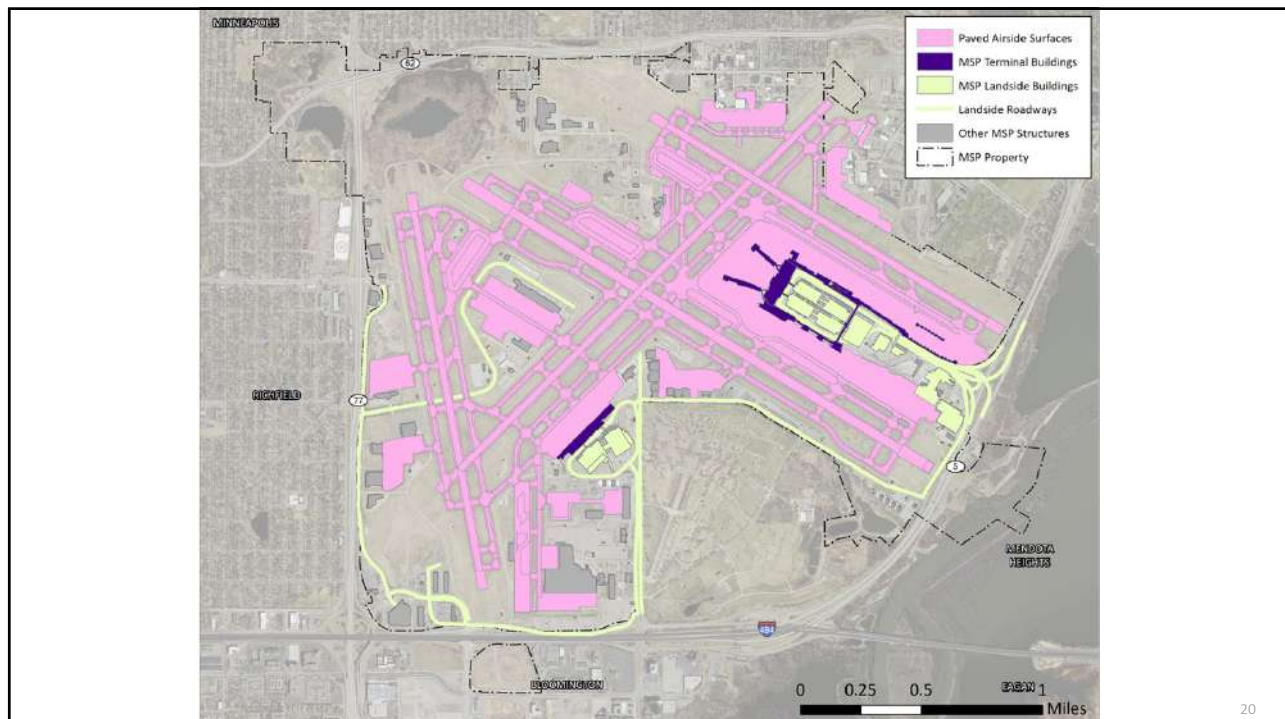 MINNEAPOLIS
62
Paved Airside Surfaces
MSP Terminal Buildings
MSP Landside Buildings
Landside Roadways
Other MSP Structures
MSP Property
RICHFIELD
77
5
MENDOTA
HEIGHTS
494
BLOOMINGTON
EAGAN
0 0.25 0.5 1
Miles
20